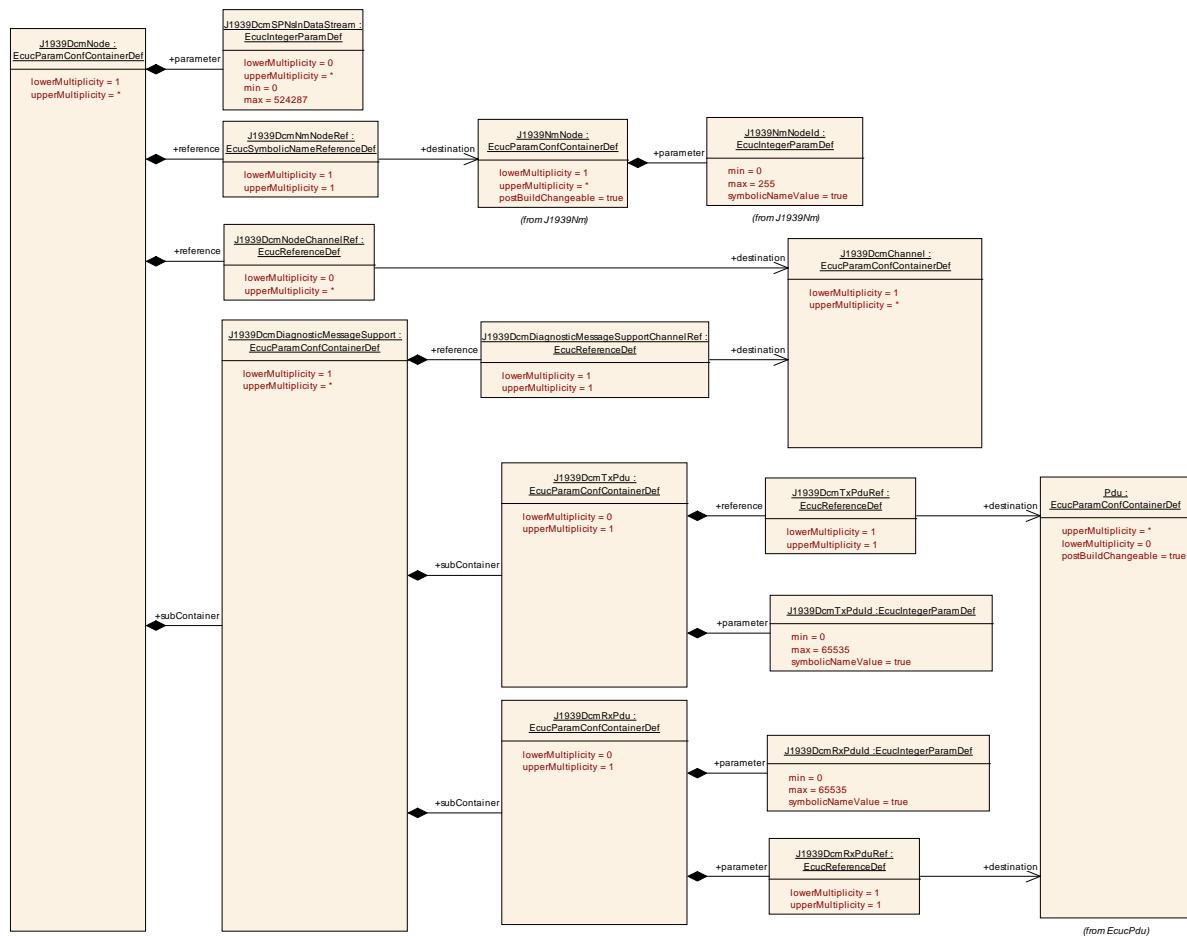 J1939DcmNode :
EcucParamConfContainerDef
lowerMultiplicity = 1
upperMultiplicity = *
+parameter
J1939DcmSPNsInDataStream :
EcucIntegerParamDef
lowerMultiplicity = 0
upperMultiplicity = *
min = 0
max = 524287
+reference
J1939DcmNmNodeRef :
EcucSymbolicNameReferenceDef
lowerMultiplicity = 1
upperMultiplicity = 1
+destination
J1939NmNode :
EcucParamConfContainerDef
lowerMultiplicity = 1
upperMultiplicity = *
postBuildChangeable = true
(from J1939Nm)
+parameter
J1939NmNodeId :
EcucIntegerParamDef
min = 0
max = 255
symbolicNameValue = true
(from J1939Nm)
+reference
J1939DcmNodeChannelRef :
EcucReferenceDef
lowerMultiplicity = 0
upperMultiplicity = *
+destination
J1939DcmChannel :
EcucParamConfContainerDef
lowerMultiplicity = 1
upperMultiplicity = *
+subContainer
J1939DcmDiagnosticMessageSupport :
EcucParamConfContainerDef
lowerMultiplicity = 1
upperMultiplicity = *
+reference
J1939DcmDiagnosticMessageSupportChannelRef :
EcucReferenceDef
lowerMultiplicity = 1
upperMultiplicity = 1
+destination
+subContainer
J1939DcmTxPdu :
EcucParamConfContainerDef
lowerMultiplicity = 0
upperMultiplicity = 1
+reference
J1939DcmTxPduRef :
EcucReferenceDef
lowerMultiplicity = 1
upperMultiplicity = 1
+destination
Pdu :
EcucParamConfContainerDef
upperMultiplicity = *
lowerMultiplicity = 0
postBuildChangeable = true
(from EcucPdu)
+parameter
J1939DcmTxPduId :EcucIntegerParamDef
min = 0
max = 65535
symbolicNameValue = true
+subContainer
J1939DcmRxPdu :
EcucParamConfContainerDef
lowerMultiplicity = 0
upperMultiplicity = 1
+parameter
J1939DcmRxPduId :EcucIntegerParamDef
min = 0
max = 65535
symbolicNameValue = true
+parameter
J1939DcmRxPduRef :
EcucReferenceDef
lowerMultiplicity = 1
upperMultiplicity = 1
+destination